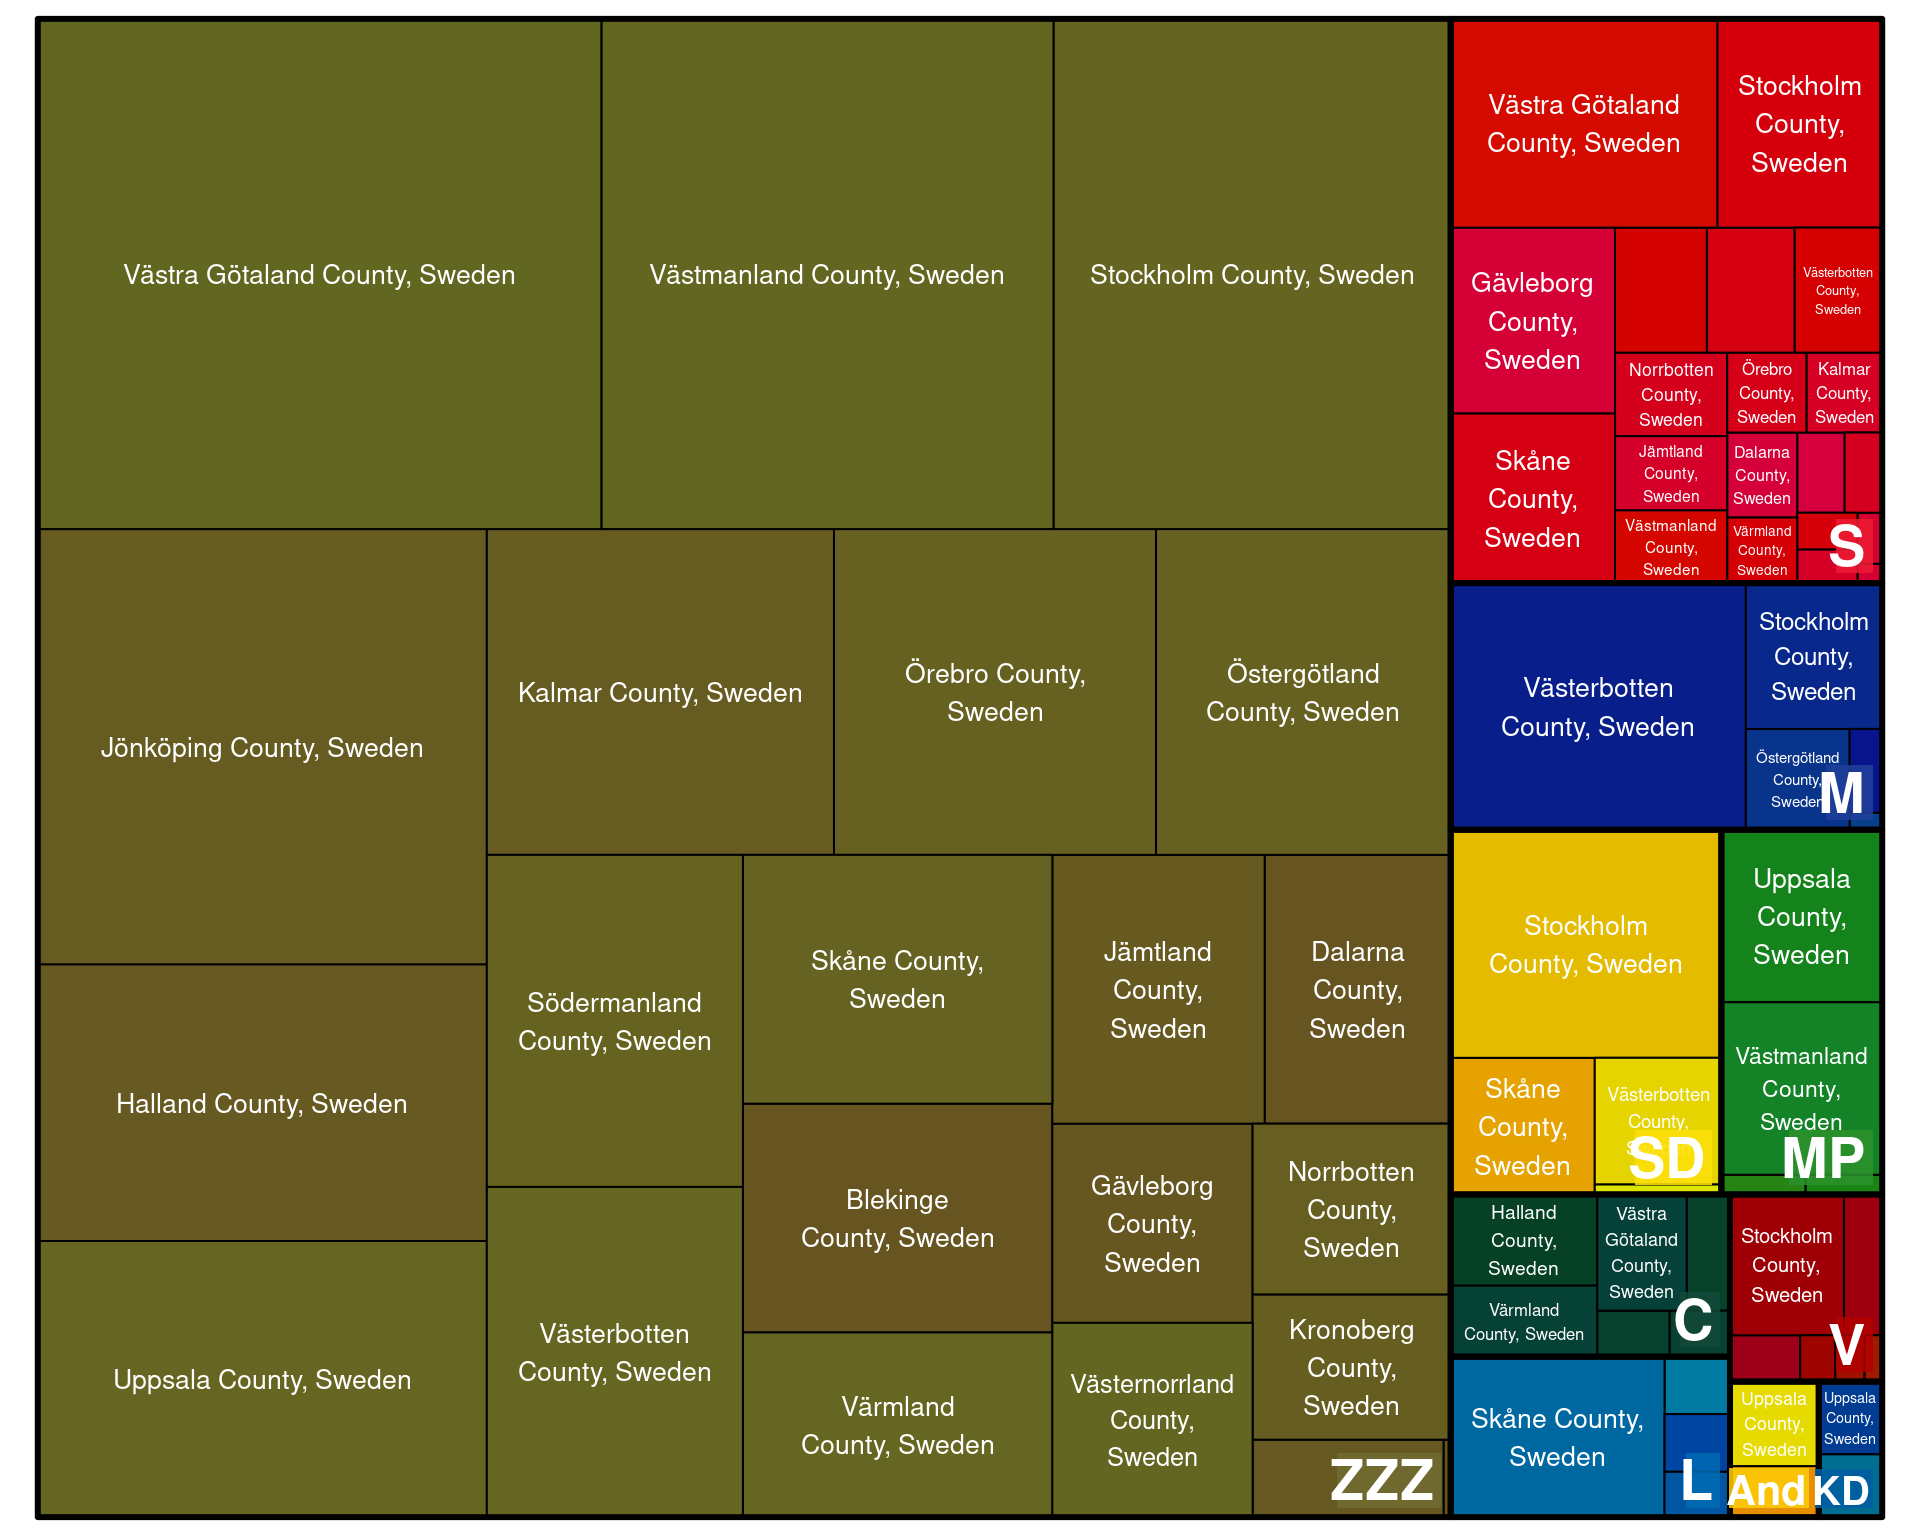 Västra Götaland County, Sweden
Västmanland County, Sweden
Stockholm County, Sweden
Jönköping County, Sweden
Kalmar County, Sweden
Örebro County,
Sweden
Östergötland
County, Sweden
Halland County, Sweden
Södermanland
County, Sweden
Skåne County,
Sweden
Jämtland
County,
Sweden
Dalarna
County,
Sweden
Uppsala County, Sweden
Västerbotten
County, Sweden
Blekinge
County, Sweden
Värmland
County, Sweden
Gävleborg
County,
Sweden
Norrbotten
County,
Sweden
Västernorrland
County,
Sweden
Kronoberg
County,
Sweden
ZZZ
Västra Götaland
County, Sweden
Stockholm
County,
Sweden
Gävleborg
County,
Sweden
Västerbotten
County,
Sweden
Skåne
County,
Sweden
Norrbotten
County,
Sweden
Örebro
County,
Sweden
Kalmar
County,
Sweden
Jämtland
County,
Sweden
Dalarna
County,
Sweden
Västmanland
County,
Sweden
Värmland
County,
Sweden
S
Västerbotten
County, Sweden
Stockholm
County,
Sweden
Östergötland
County,
Sweden
M
Stockholm
County, Sweden
Skåne
County,
Sweden
Västerbotten
County,
SD
Uppsala
County,
Sweden
Västmanland
County,
Sweden
MP
Halland
County,
Sweden
Västra
Götaland
County,
Sweden
Värmland
County, Sweden
C
Stockholm
County,
Sweden
V
Skåne County,
Sweden
L
Uppsala
County,
Sweden
And
Uppsala
County,
Sweden
KD